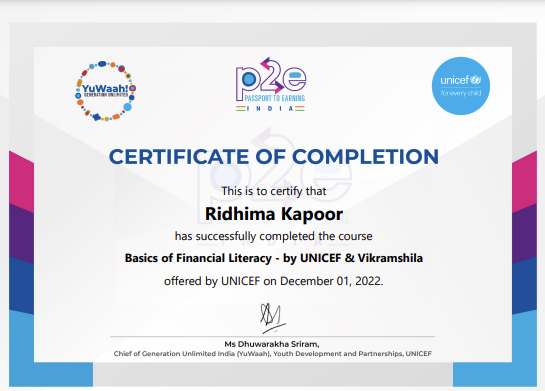 YuWaah!
GENERATION UNLIMITED
p2e
PASSPORT TO EARNING
INDIA
unicef
for every child
CERTIFICATE OF COMPLETION
This is to certify that
Ridhima Kapoor
has successfully completed the course
Basics of Financial Literacy - by UNICEF & Vikramshila
offered by UNICEF on December 01, 2022.
Ms Dhuwarakha Sriram,
Chief of Generation Unlimited India (YuWaah), Youth Development and Partnerships, UNICEF